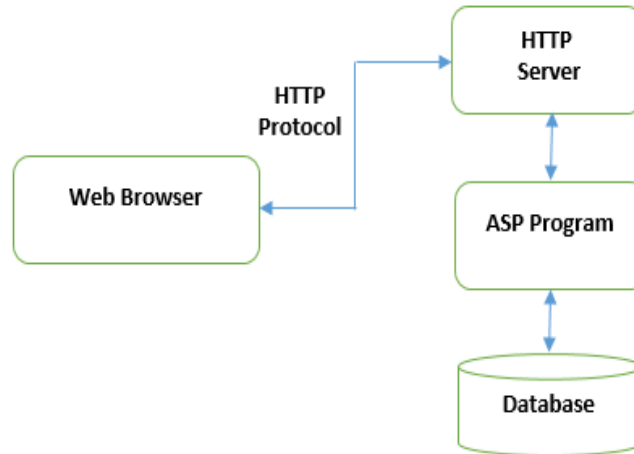 HTTP
Server
HTTP
Protocol
Web Browser
ASP Program
Database